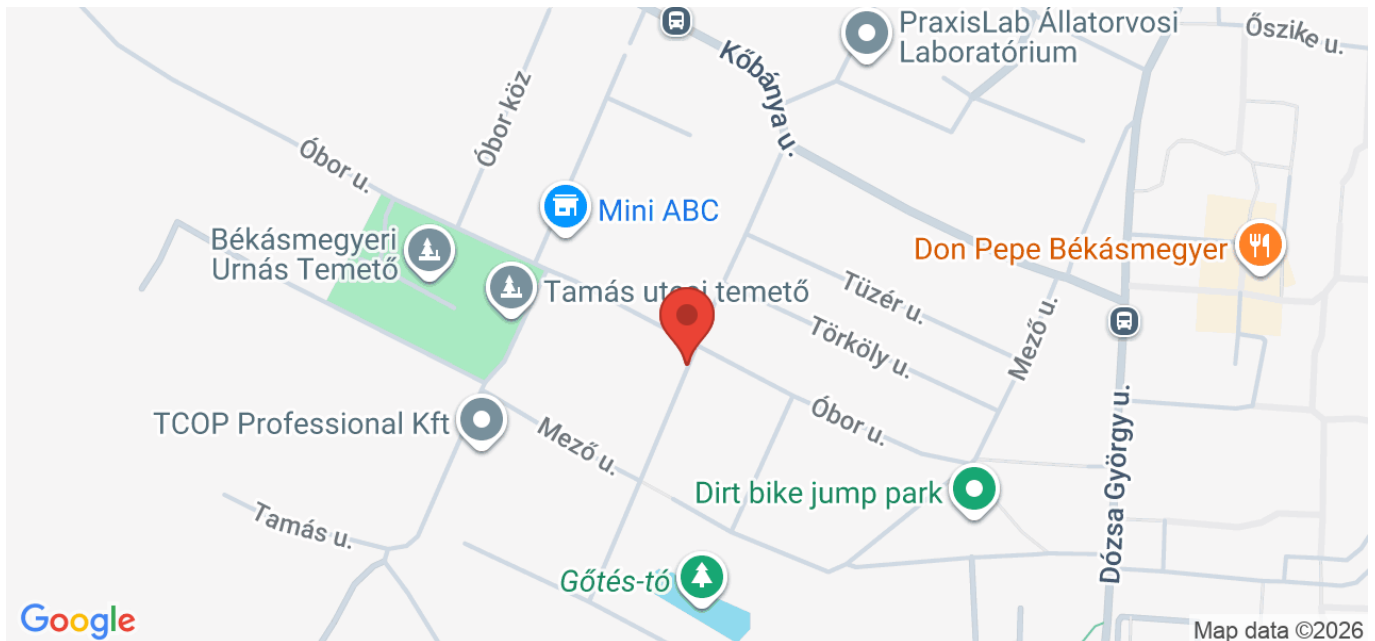 PraxisLab Állatorvosi
Laboratórium
Őszike u.
Kőbánya u.
Óbor köz
Óbor u.
Mini ABC
Békásmegyeri
Urnás Temető
Don Pepe Békásmegyer
Tamás utcai temető
Tüzér u.
Törköly u.
Mező u.
TCOP Professional Kft
Mező u.
Óbor u.
Dózsa György u.
Dirt bike jump park
Tamás u.
Gőtés-tó
Google
Map data ©2026